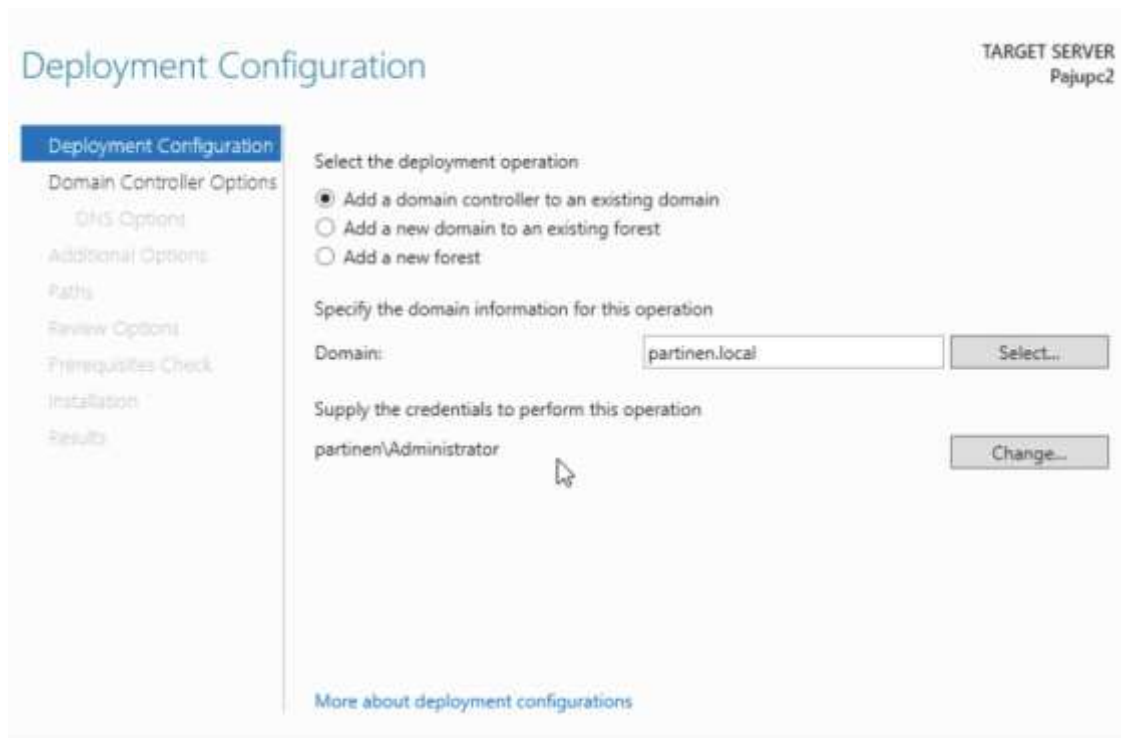 Deployment Configuration
TARGET SERVER
Pajupc2
Deployment Configuration
Domain Controller Options
DNS Options
Additional Options
Paths
Review Options
Prerequisites Check
Installation
Results
Select the deployment operation
Add a domain controller to an existing domain
Add a new domain to an existing forest
Add a new forest
Specify the domain information for this operation
Domain:
partinen.local
Select...
Supply the credentials to perform this operation
partinen\Administrator
Change...
More about deployment configurations